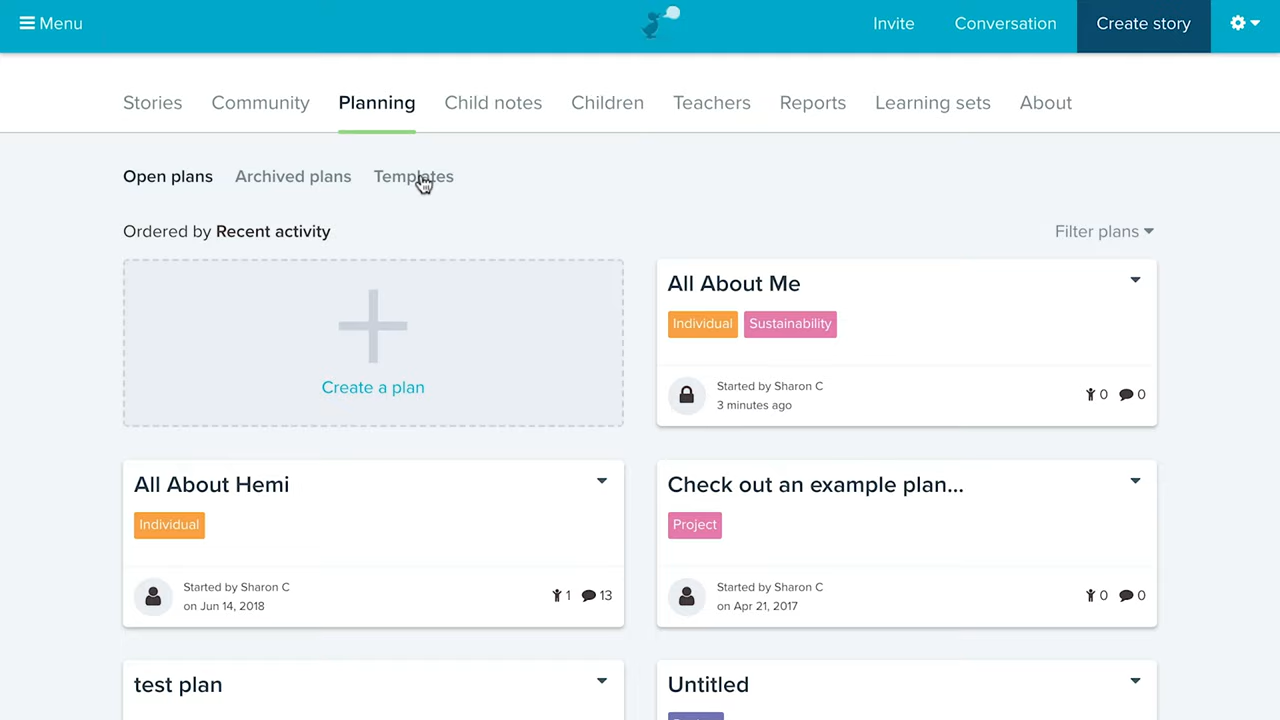 Menu
Invite Conversation Create story
Stories Community Planning Child notes Children Teachers Reports Learning sets About
Open plans Archived plans Templates
Ordered by Recent activity Filter plans
Create a plan
All About Me
Individual Sustainability
Started by Sharon C
3 minutes ago
0 0
All About Hemi
Individual
Started by Sharon C
on Jun 14, 2018
1 13
Check out an example plan...
Project
Started by Sharon C
on Apr 21, 2017
0 0
test plan
Untitled